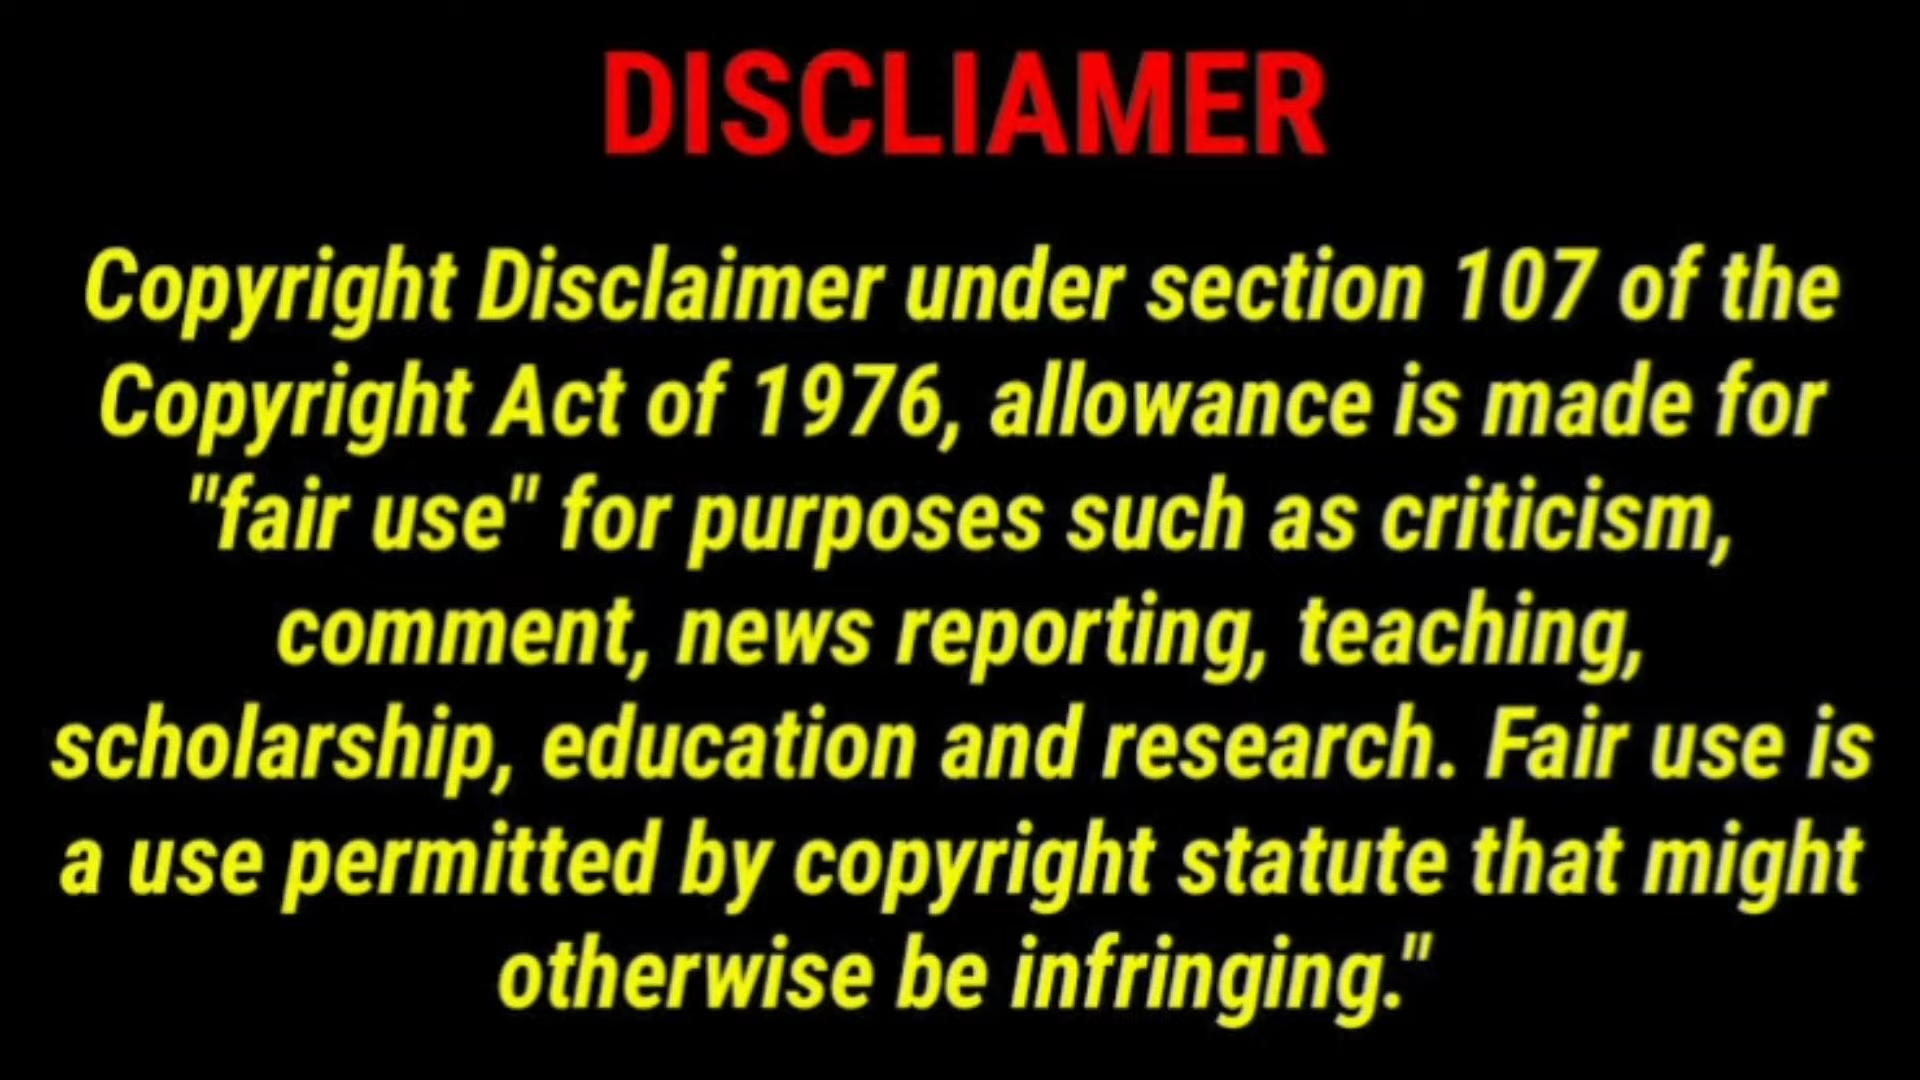 DISCLIAMER
Copyright Disclaimer under section 107 of the
Copyright Act of 1976, allowance is made for
"fair use" for purposes such as criticism,
comment, news reporting, teaching,
scholarship, education and research. Fair use is
a use permitted by copyright statute that might
otherwise be infringing."